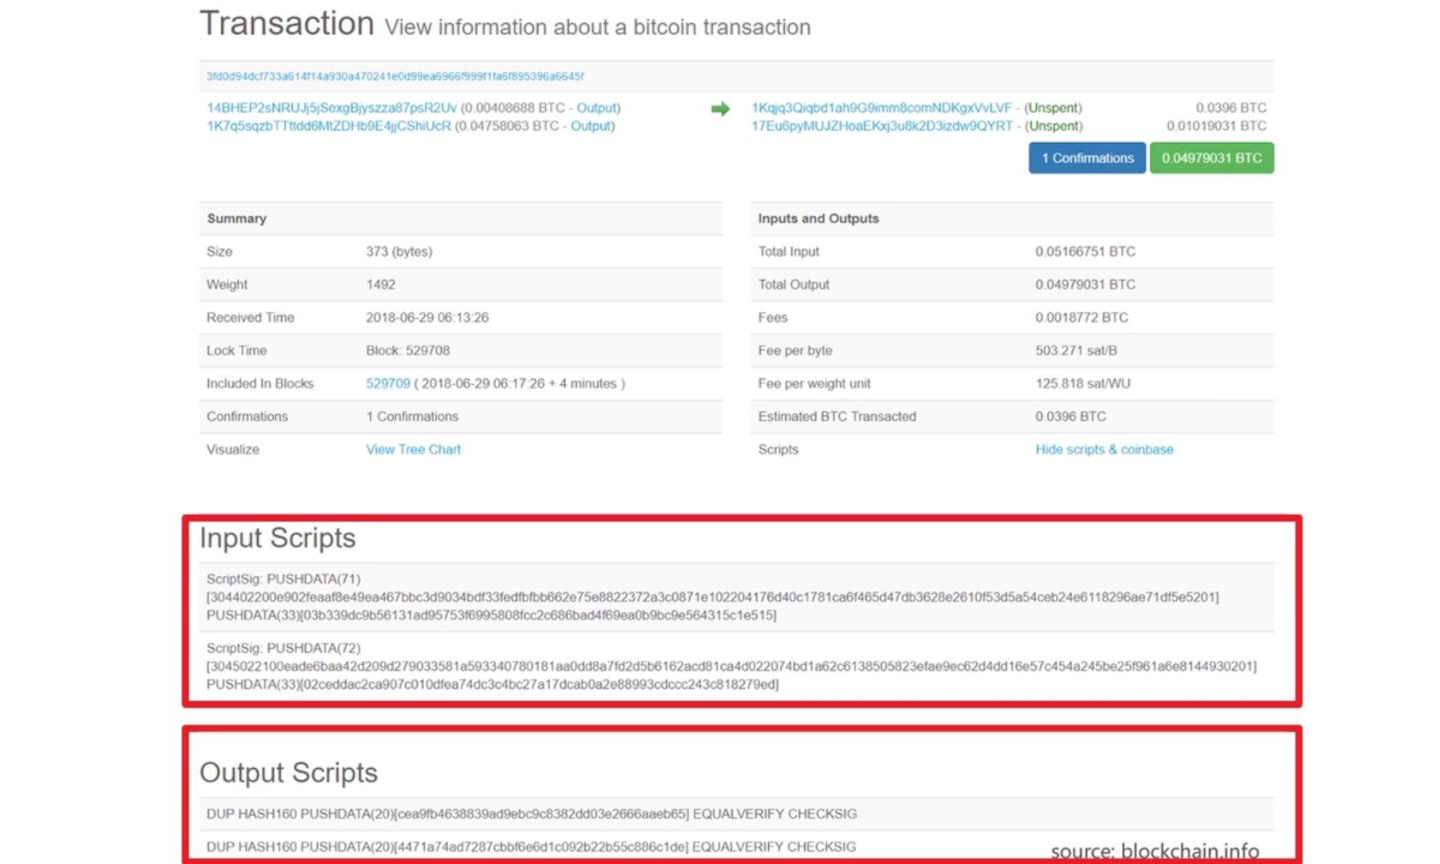 Transaction View information about a bitcoin transaction
3fd0d94dcf733a614f14a930a470241e0d99ea6966f999f1fa6f895396a6645f
14BHEP2sNRUJj5jSexgBjyszza87psR2Uv (0.00408688 BTC - Output)
1Kqjq3Qiqbd1ah9G9imm8comNDKgxVvLVF - (Unspent) 0.0396 BTC
1K7q5sqzbTTttdd6MtZDHb9E4jjCShiUcR (0.04758063 BTC - Output)
17Eu6pyMUJZHoaEKxj3u8k2D3izdw9QYRT - (Unspent) 0.01019031 BTC
1 Confirmations 0.04979031 BTC
Summary
Size 373 (bytes)
Weight 1492
Received Time 2018-06-29 06:13:26
Lock Time Block: 529708
Included In Blocks 529709 ( 2018-06-29 06:17:26 + 4 minutes )
Confirmations 1 Confirmations
Visualize View Tree Chart
Inputs and Outputs
Total Input 0.05166751 BTC
Total Output 0.04979031 BTC
Fees 0.0018772 BTC
Fee per byte 503.271 sat/B
Fee per weight unit 125.818 sat/WU
Estimated BTC Transacted 0.0396 BTC
Scripts Hide scripts & coinbase
Input Scripts
ScriptSig: PUSHDATA(71)
[304402200e902feaaf8e49ea467bbc3d9034bdf33fedfbfbb662e75e8822372a3c0871e102204176d40c1781ca6f465d47db3628e2610f53d5a54ceb24e6118296ae71df5e5201]
PUSHDATA(33)[03b339dc9b56131ad95753f6995808fcc2c686bad4f69ea0b9bc9e564315c1e515]
ScriptSig: PUSHDATA(72)
[3045022100eade6baa42d209d279033581a593340780181aa0dd8a7fd2d5b6162acd81ca4d022074bd1a62c6138505823efae9ec62d4dd16e57c454a245be25f961a6e8144930201]
PUSHDATA(33)[02ceddac2ca907c010dfea74dc3c4bc27a17dcab0a2e88993cdccc243c818279ed]
Output Scripts
DUP HASH160 PUSHDATA(20)[cea9fb4638839ad9ebc9c8382dd03e2666aaeb65] EQUALVERIFY CHECKSIG
DUP HASH160 PUSHDATA(20)[4471a74ad7287cbbf6e6d1c092b22b55c886c1de] EQUALVERIFY CHECKSIG
source: blockchain.info